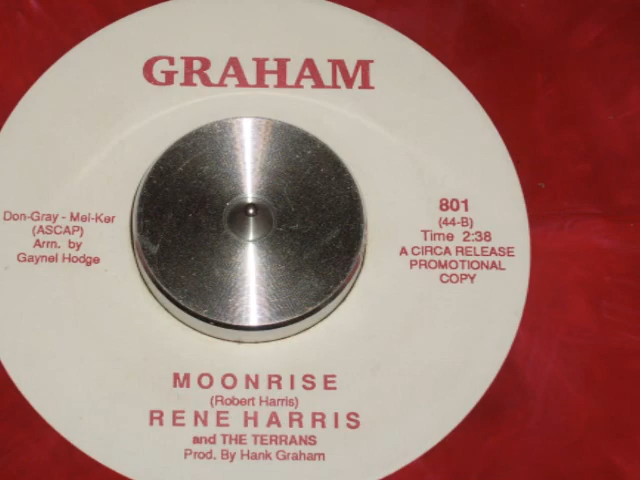 GRAHAM
Don-Gray - Mel-Ker
(ASCAP)
Arrn. by
Gaynel Hodge
801
(44-B)
Time 2:38
A CIRCA RELEASE
PROMOTIONAL
COPY
MOONRISE
(Robert Harris)
RENE HARRIS
and THE TERRANS
Prod. By Hank Graham